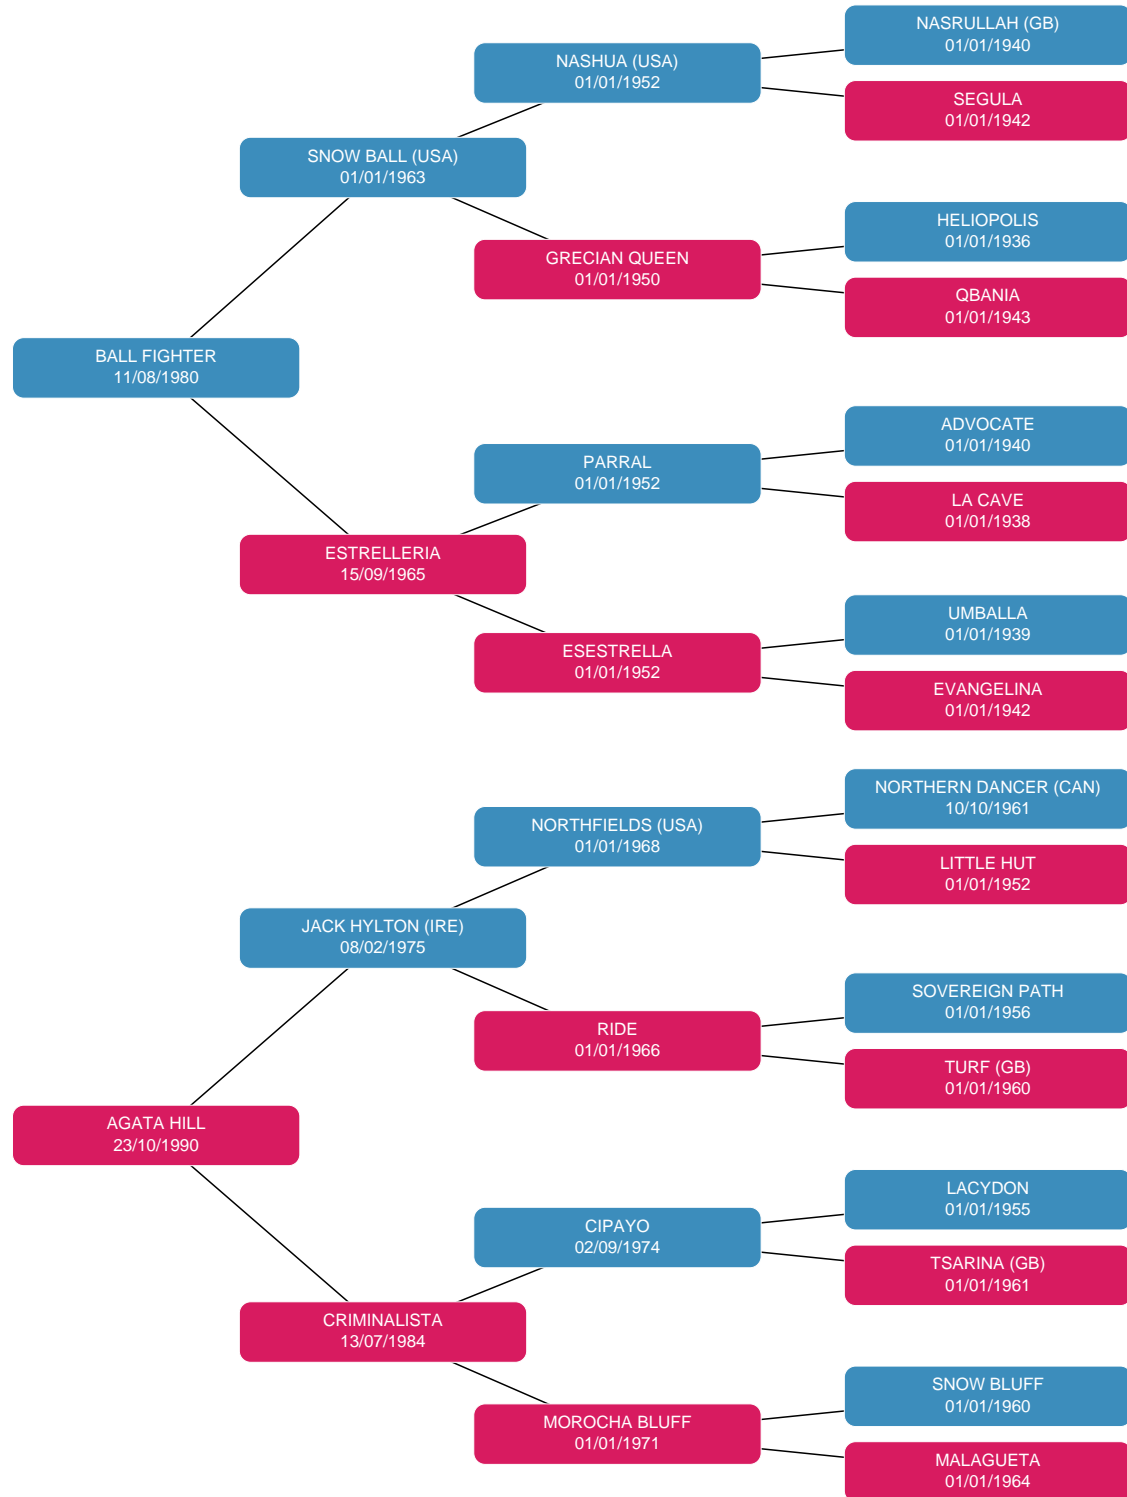 NASRULLAH (GB)
01/01/1940
NASHUA (USA)
01/01/1952
SEGULA
01/01/1942
SNOW BALL (USA)
01/01/1963
HELIOPOLIS
01/01/1936
GRECIAN QUEEN
01/01/1950
QBANIA
01/01/1943
BALL FIGHTER
11/08/1980
ADVOCATE
01/01/1940
PARRAL
01/01/1952
LA CAVE
01/01/1938
ESTRELLERIA
15/09/1965
UMBALLA
01/01/1939
ESESTRELLA
01/01/1952
EVANGELINA
01/01/1942
NORTHERN DANCER (CAN)
10/10/1961
NORTHFIELDS (USA)
01/01/1968
LITTLE HUT
01/01/1952
JACK HYLTON (IRE)
08/02/1975
SOVEREIGN PATH
01/01/1956
RIDE
01/01/1966
TURF (GB)
01/01/1960
AGATA HILL
23/10/1990
LACYDON
01/01/1955
CIPAYO
02/09/1974
TSARINA (GB)
01/01/1961
CRIMINALISTA
13/07/1984
SNOW BLUFF
01/01/1960
MOROCHA BLUFF
01/01/1971
MALAGUETA
01/01/1964